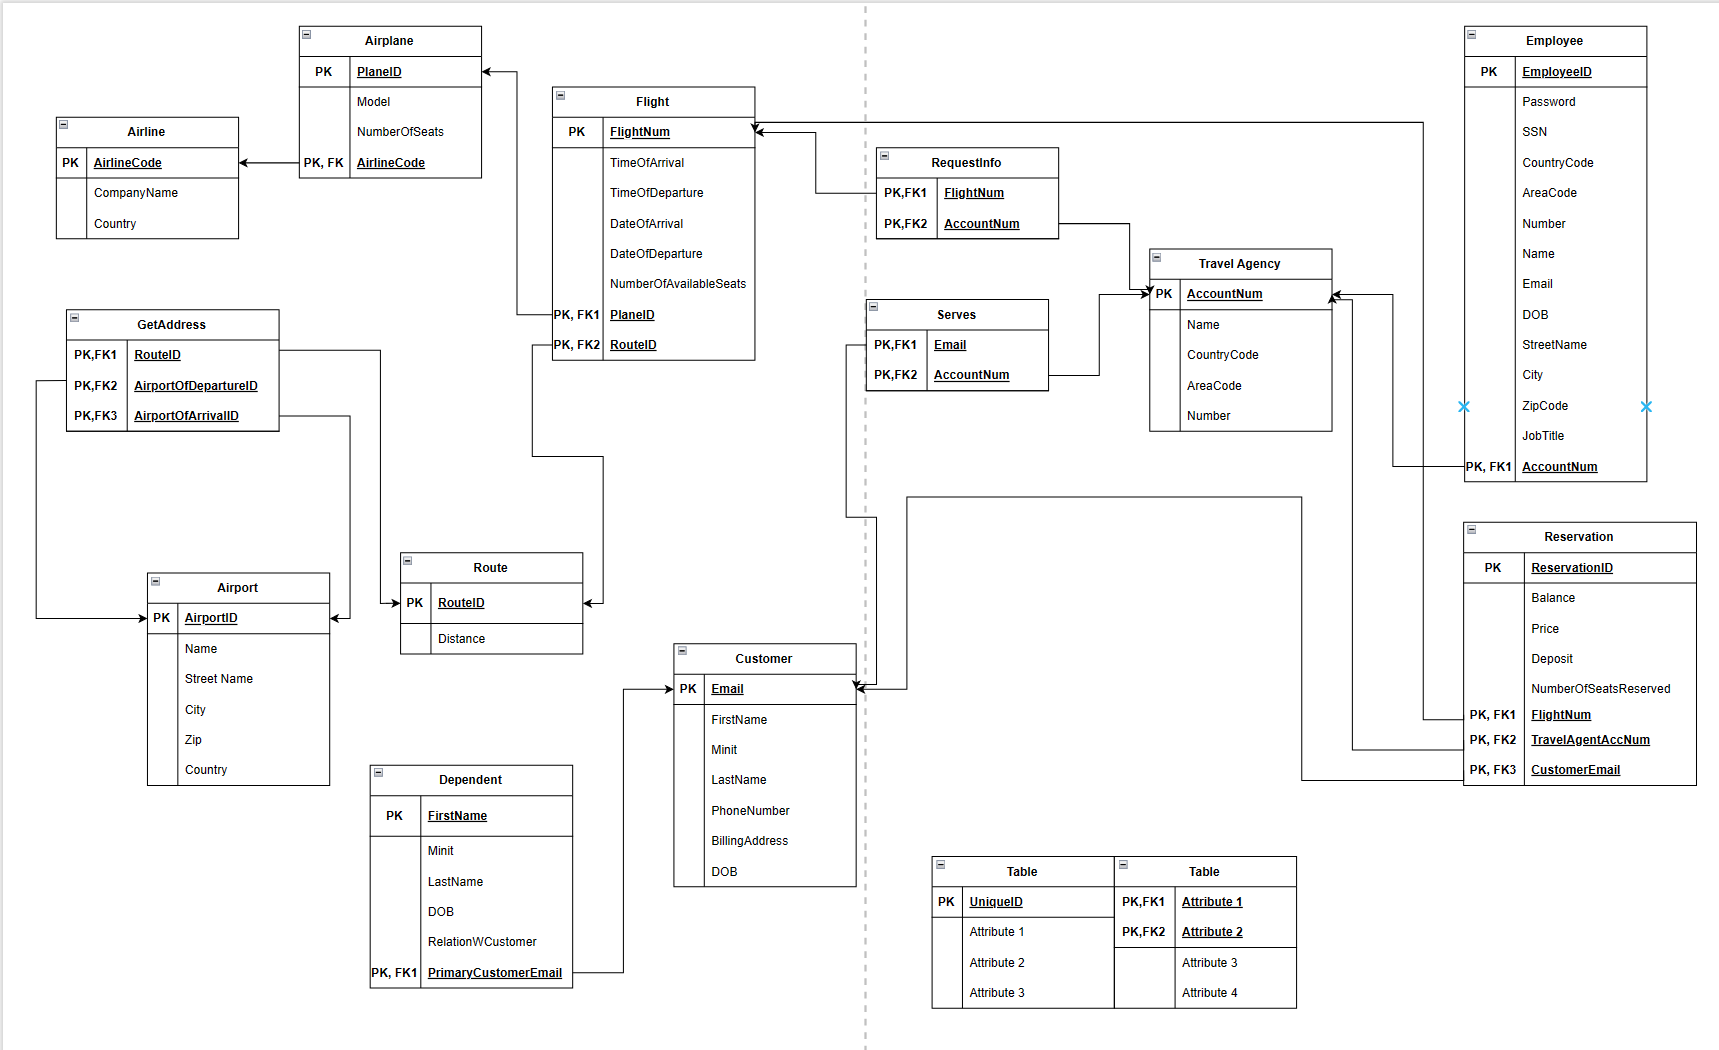 Airplane
PK PlaneID
Model
NumberOfSeats
PK, FK AirlineCode
Airline
PK AirlineCode
CompanyName
Country
Flight
PK FlightNum
TimeOfArrival
TimeOfDeparture
DateOfArrival
DateOfDeparture
NumberOfAvailableSeats
PK, FK1 PlaneID
PK, FK2 RouteID
RequestInfo
PK,FK1 FlightNum
PK,FK2 AccountNum
Employee
PK EmployeeID
Password
SSN
CountryCode
AreaCode
Number
Name
Email
DOB
StreetName
City
ZipCode
JobTitle
PK, FK1 AccountNum
Travel Agency
PK AccountNum
Name
CountryCode
AreaCode
Number
Serves
PK,FK1 Email
PK,FK2 AccountNum
GetAddress
PK,FK1 RouteID
PK,FK2 AirportOfDepartureID
PK,FK3 AirportOfArrivalID
Airport
PK AirportID
Name
Street Name
City
Zip
Country
Route
PK RouteID
Distance
Customer
PK Email
FirstName
Minit
LastName
PhoneNumber
BillingAddress
DOB
Reservation
PK ReservationID
Balance
Price
Deposit
NumberOfSeatsReserved
PK, FK1 FlightNum
PK, FK2 TravelAgentAccNum
PK, FK3 CustomerEmail
Dependent
PK FirstName
Minit
LastName
DOB
RelationWCustomer
PK, FK1 PrimaryCustomerEmail
Table
PK UniqueID
Attribute 1
Attribute 2
Attribute 3
Table
PK,FK1 Attribute 1
PK,FK2 Attribute 2
Attribute 3
Attribute 4